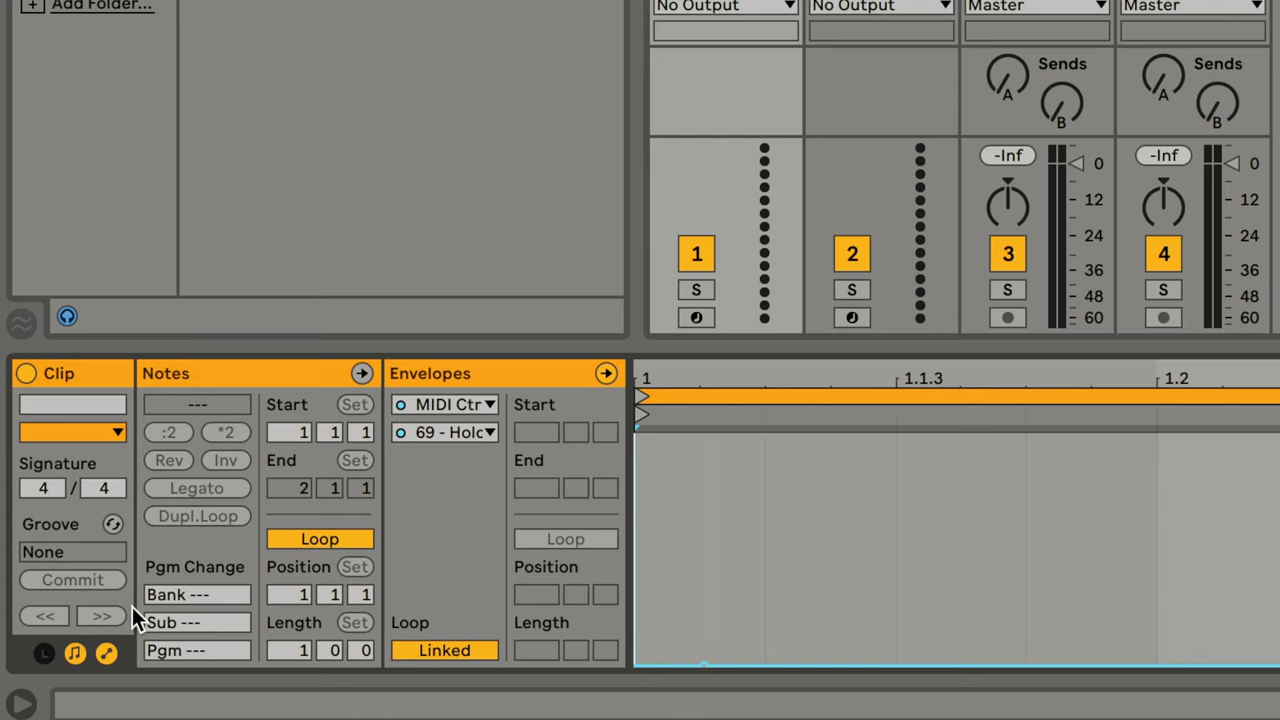 + Add Folder...
No Output No Output Master Master
Sends Sends
A A
B B
-Inf 0 -Inf 0
12 12
24 24
1 2 3 4
36 36
S S S S
48 48
60 60
Clip Notes Envelopes
1 1.1.3 1.2
--- Start Set MIDI Ctr Start
:2 *2 1 1 1 69 - Holc
Signature Rev Inv End Set End
4 / 4 Legato 2 1 1
Groove Dupl.Loop
None Loop Loop
Commit Pgm Change Position Set Position
Bank --- 1 1 1
<< >> Sub --- Length Set Loop Length
L Pgm --- 1 0 0 Linked